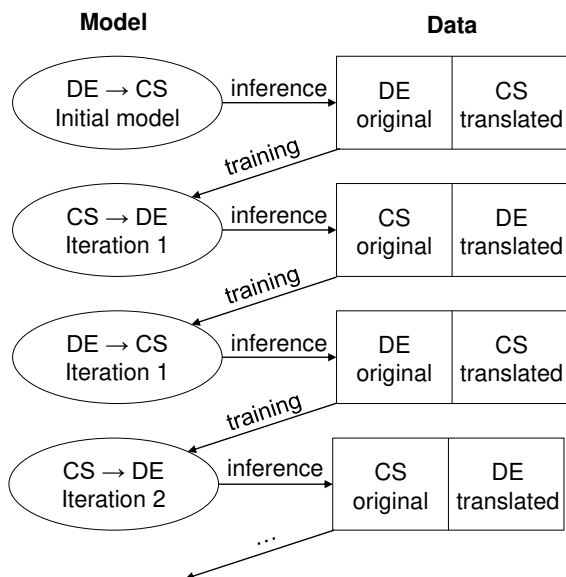 Model
Data
DE → CS
Initial model
inference
DE
original
CS
translated
training
CS → DE
Iteration 1
inference
CS
original
DE
translated
training
DE → CS
Iteration 1
inference
DE
original
CS
translated
training
CS → DE
Iteration 2
inference
CS
original
DE
translated
...